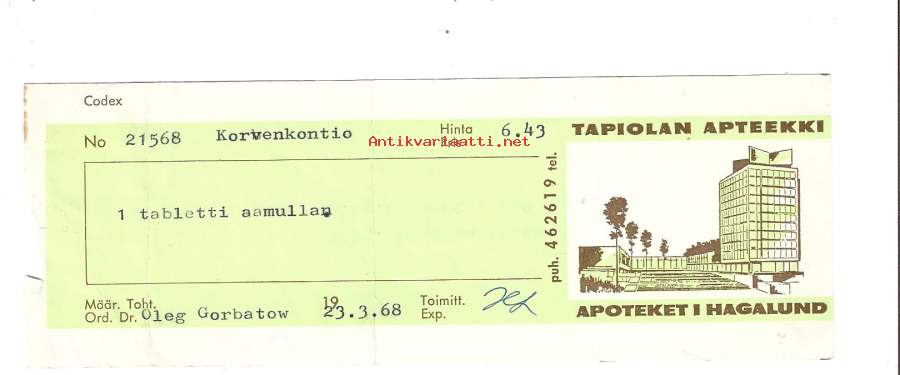 Codex
No 21568 Korvenkontio Hinta 6.43
Antikvariaatti.net
1 tabletti aamullan
Määr. Toht. 19 Toimitt.
Ord. Dr. Oleg Gorbatow 23.3.68 Exp.
puh. 462619 tel.
TAPIOLAN APTEEKKI
APOTEKET I HAGALUND